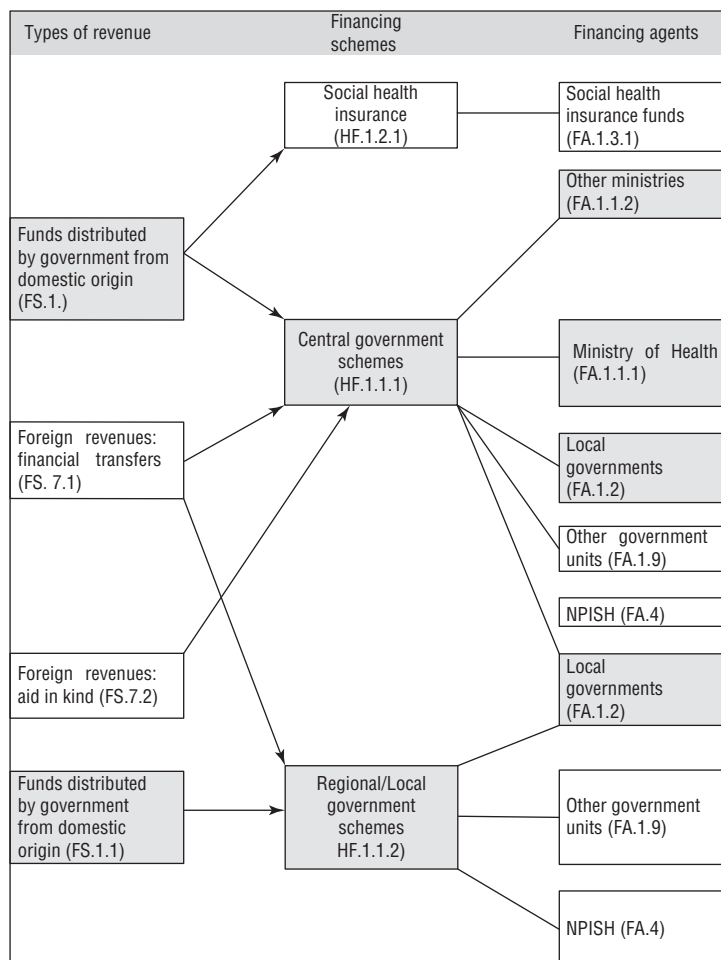 Types of revenue
Financing
schemes
Financing agents
Social health
insurance
(HF.1.2.1)
Social health
insurance funds
(FA.1.3.1)
Other ministries
(FA.1.1.2)
Funds distributed
by government from
domestic origin
(FS.1.)
Central government
schemes
(HF.1.1.1)
Ministry of Health
(FA.1.1.1)
Foreign revenues:
financial transfers
(FS. 7.1)
Local
governments
(FA.1.2)
Other government
units (FA.1.9)
NPISH (FA.4)
Foreign revenues:
aid in kind (FS.7.2)
Local
governments
(FA.1.2)
Funds distributed
by government
from domestic
origin (FS.1.1)
Regional/Local
government
schemes
HF.1.1.2)
Other government
units (FA.1.9)
NPISH (FA.4)